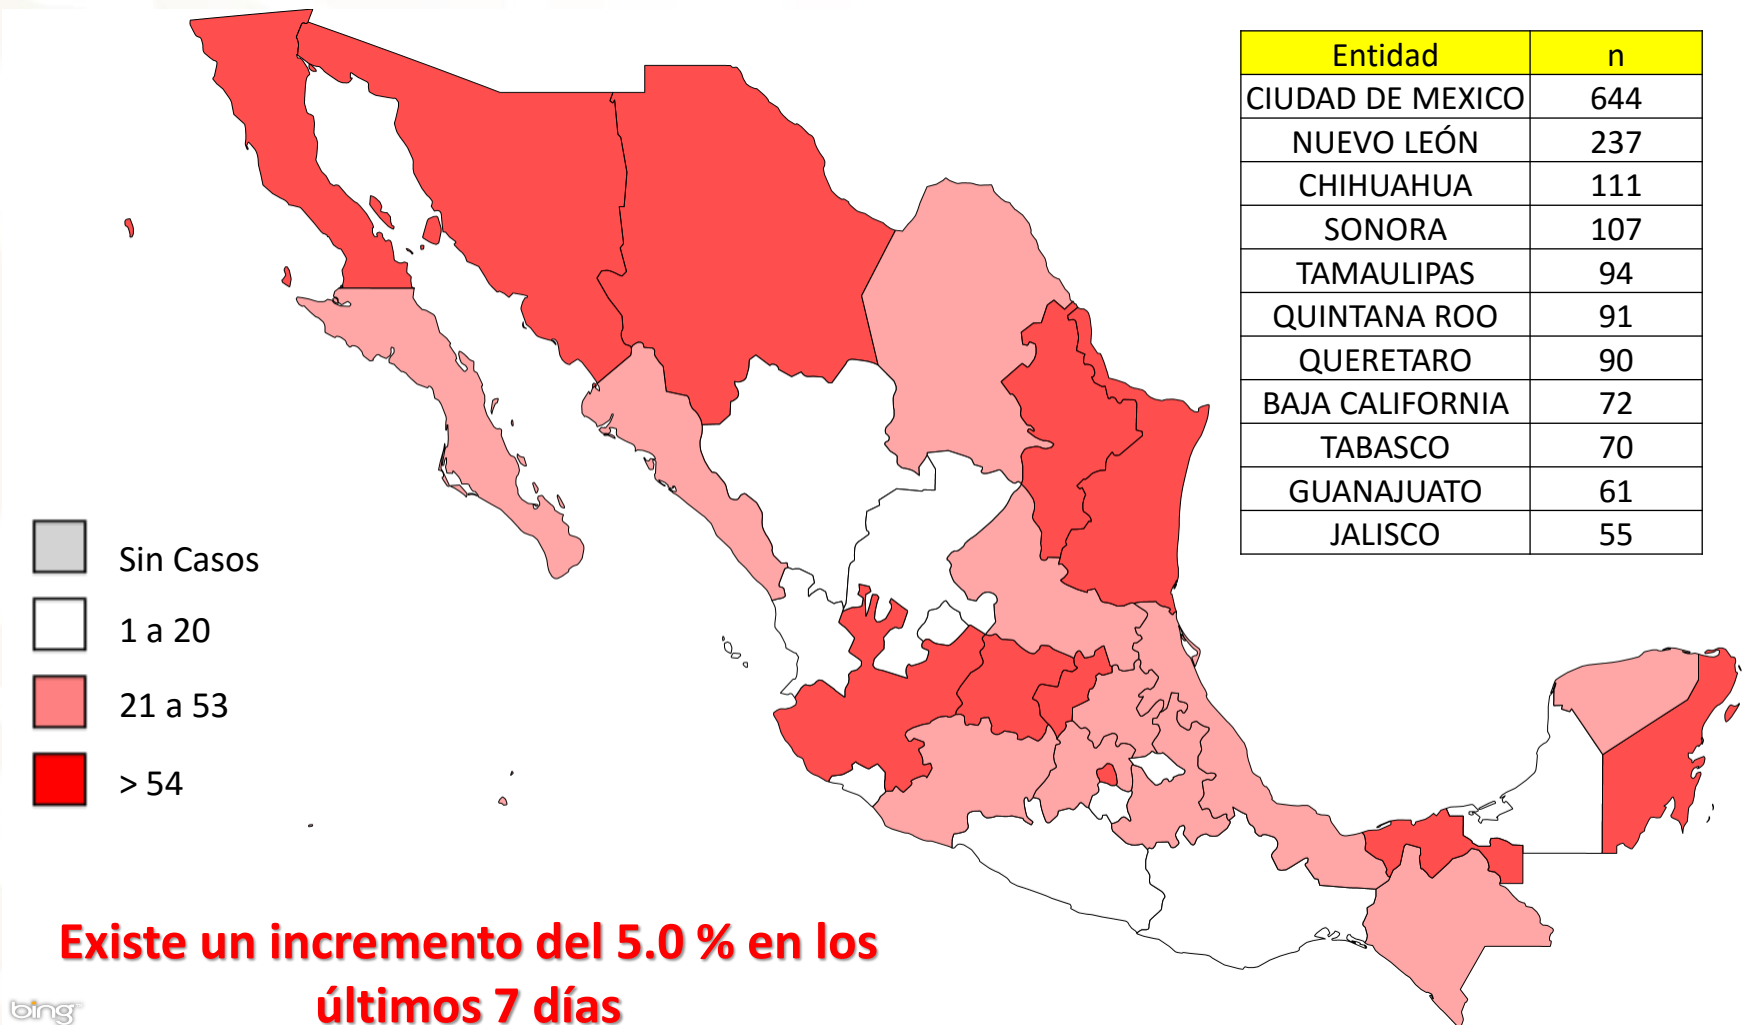 Entidad n
CIUDAD DE MEXICO 644
NUEVO LEÓN 237
CHIHUAHUA 111
SONORA 107
TAMAULIPAS 94
QUINTANA ROO 91
QUERETARO 90
BAJA CALIFORNIA 72
TABASCO 70
GUANAJUATO 61
JALISCO 55
Sin Casos
1 a 20
21 a 53
> 54
Existe un incremento del 5.0 % en los
últimos 7 días
bing™